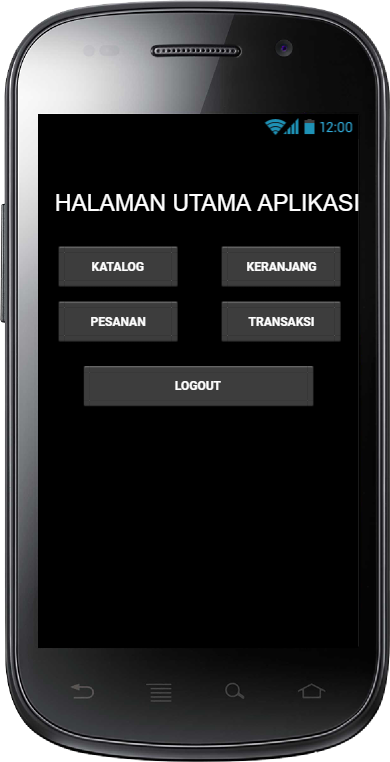 12:00
HALAMAN UTAMA APLIKASI
KATALOG KERANJANG
PESANAN TRANSAKSI
LOGOUT